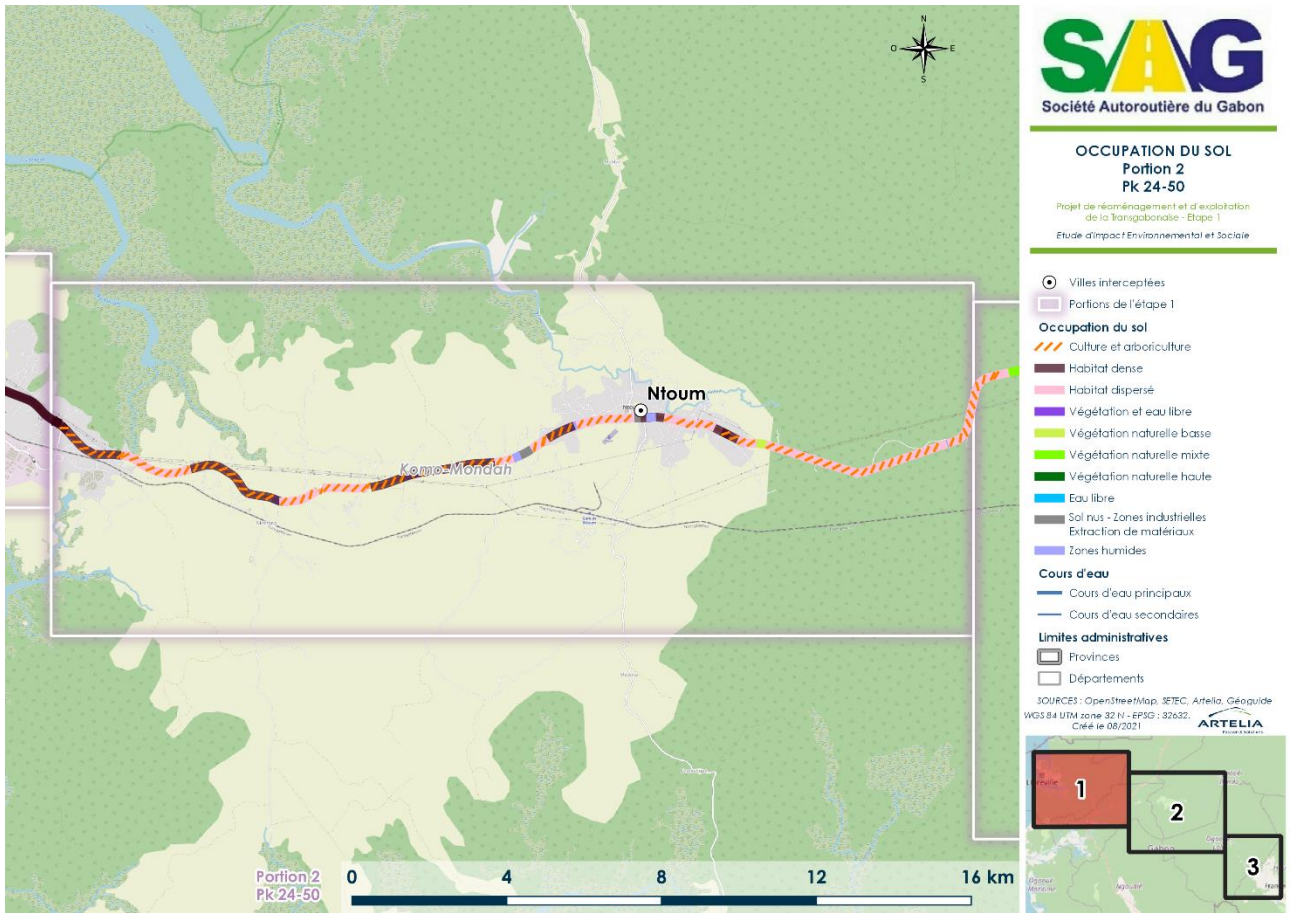 N
O
E
S
Ntoum
Komo-Mondah
Portion 2
Pk 24-50
0 4 8 12 16 km
SAG
Société Autoroutière du Gabon
OCCUPATION DU SOL
Portion 2
Pk 24-50
Projet de réaménagement et d'exploitation
de la Transgabonaise - Etape 1
Etude d'Impact Environnemental et Sociale
Villes interceptées
Portions de l'étape 1
Occupation du sol
Culture et arboriculture
Habitat dense
Habitat dispersé
Végétation et eau libre
Végétation naturelle basse
Végétation naturelle mixte
Végétation naturelle haute
Eau libre
Sol nus - Zones industrielles
Extraction de matériaux
Zones humides
Cours d'eau
Cours d'eau principaux
Cours d'eau secondaires
Limites administratives
Provinces
Départements
SOURCES : OpenStreetMap, SETEC, Artelia, Géoguide
WGS 84 UTM zone 32 N - EPSG : 32632.
Créé le 08/2021
ARTELIA
1
2
Gabon
3